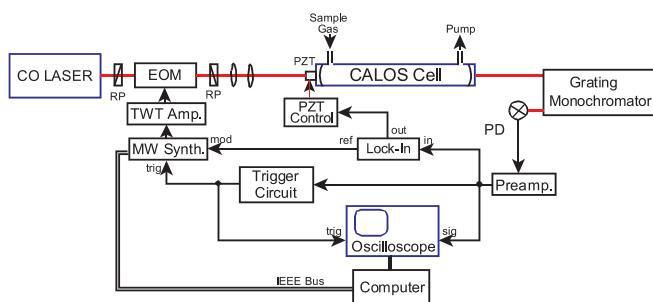 Sample
Gas
Pump
CO LASER
RP
EOM
RP
PZT
CALOS Cell
Grating
Monochromator
TWT Amp.
PZT
Control
PD
MW Synth.
mod
ref
out
Lock-In
in
trig
Trigger
Circuit
Preamp.
trig
Oscilloscope
sig
IEEE Bus
Computer